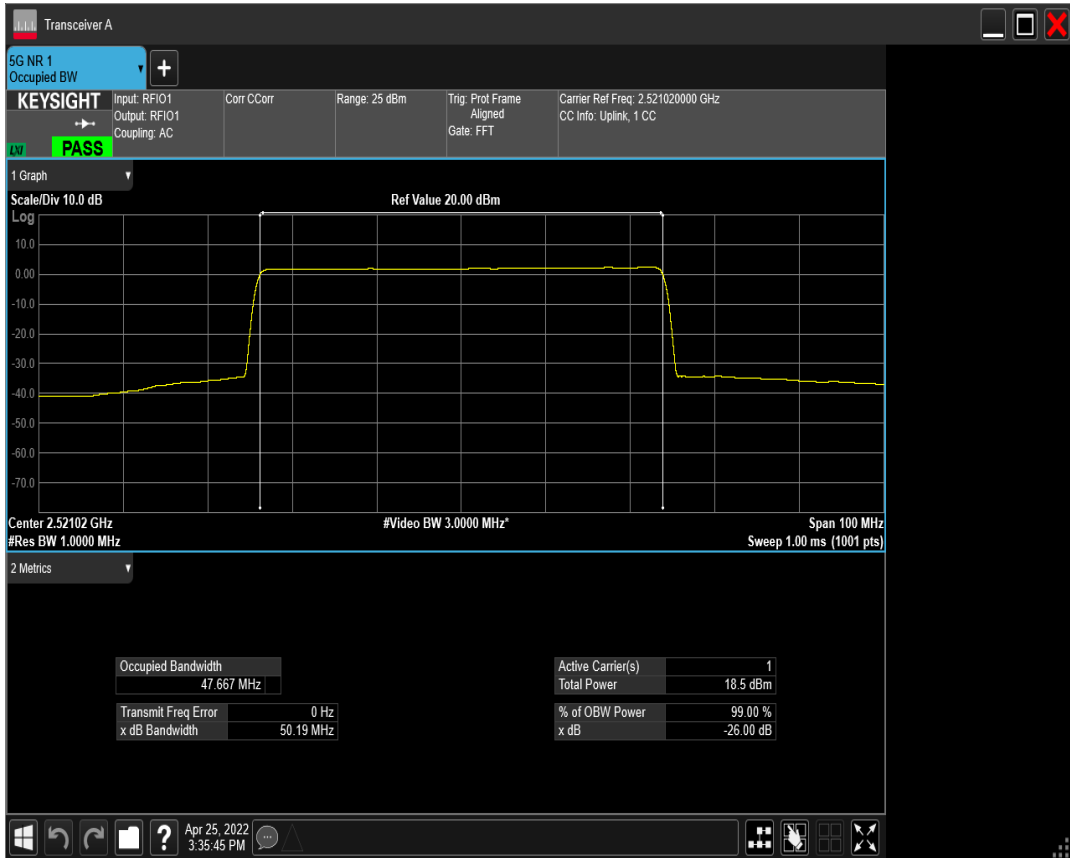 Transceiver A
5G NR 1
Occupied BW
+
KEYSIGHT
LXI
PASS
Input: RFIO1
Output: RFIO1
Coupling: AC
Corr CCorr
Range: 25 dBm
Trig: Prot Frame
Aligned
Gate: FFT
Carrier Ref Freq: 2.521020000 GHz
CC Info: Uplink, 1 CC
1 Graph
Scale/Div 10.0 dB
Ref Value 20.00 dBm
Log
10.0
0.00
-10.0
-20.0
-30.0
-40.0
-50.0
-60.0
-70.0
Center 2.52102 GHz
#Video BW 3.0000 MHz*
Span 100 MHz
#Res BW 1.0000 MHz
Sweep 1.00 ms (1001 pts)
2 Metrics
Occupied Bandwidth
47.667 MHz
Transmit Freq Error 0 Hz
x dB Bandwidth 50.19 MHz
Active Carrier(s) 1
Total Power 18.5 dBm
% of OBW Power 99.00 %
x dB -26.00 dB
?
Apr 25, 2022
3:35:45 PM